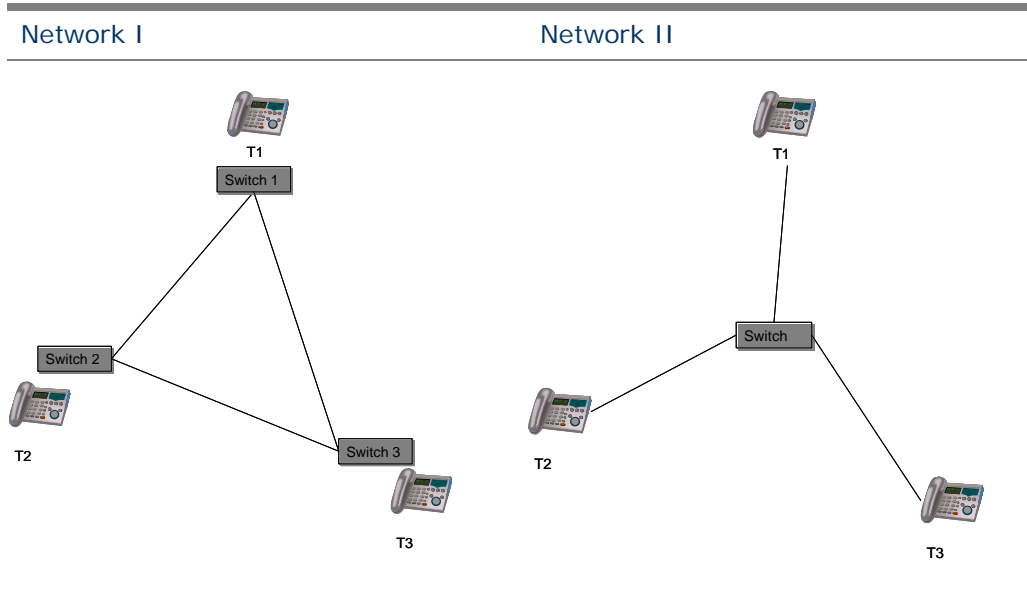 Network I
Network II
T1
Switch 1
Switch 2
T2
Switch 3
T3
T1
Switch
T2
T3